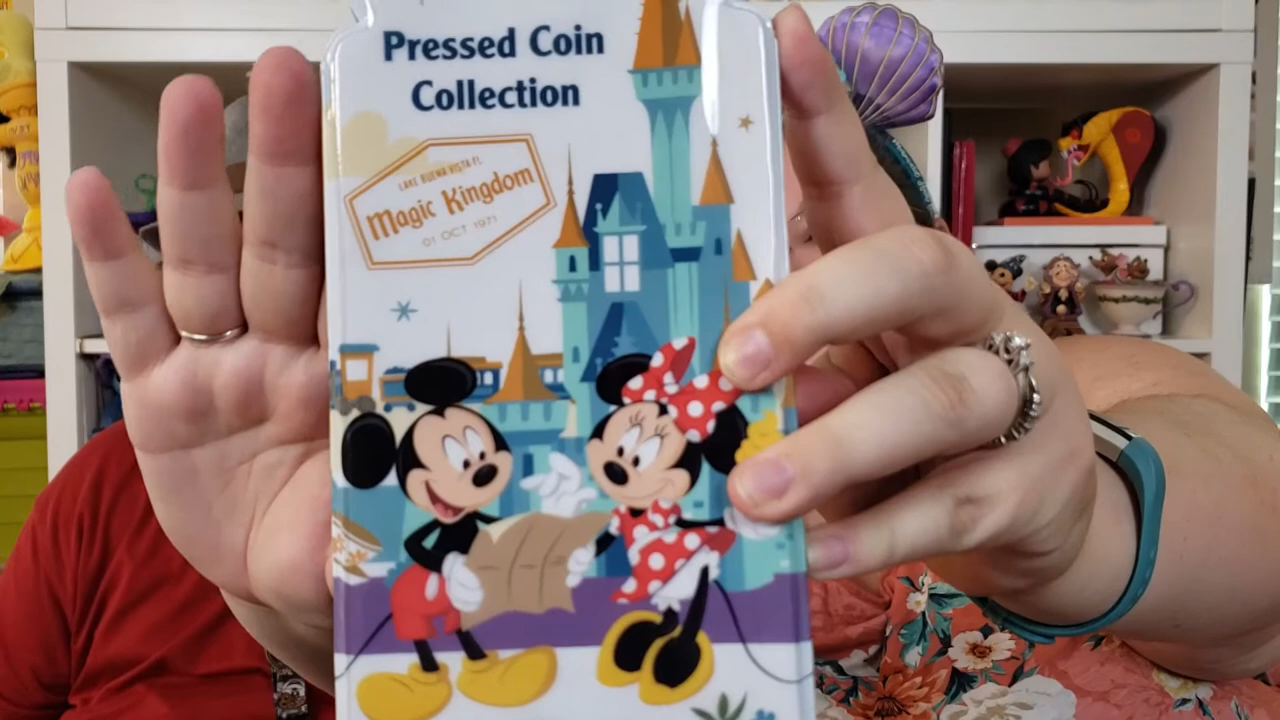 Pressed Coin
Collection
LAKE BUENA VISTA FL
Magic Kingdom
01 OCT 1971